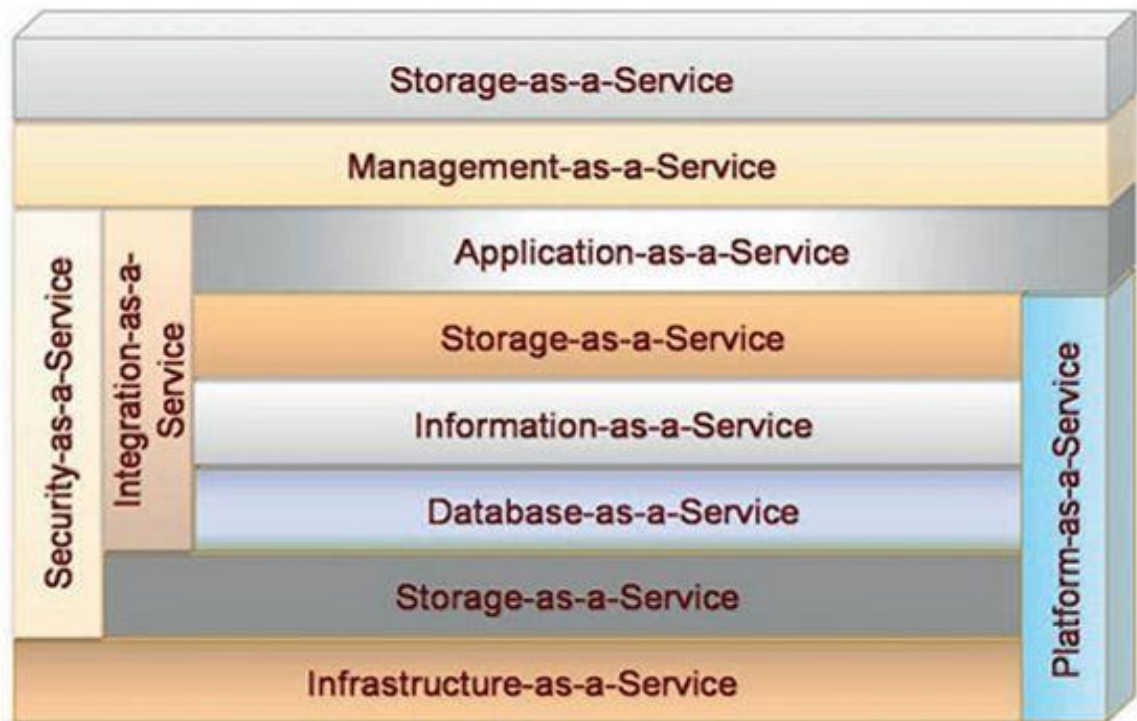 Storage-as-a-Service
Management-as-a-Service
Security-as-a-Service
Integration-as-a-
Service
Application-as-a-Service
Storage-as-a-Service
Information-as-a-Service
Database-as-a-Service
Storage-as-a-Service
Infrastructure-as-a-Service
Platform-as-a-Service